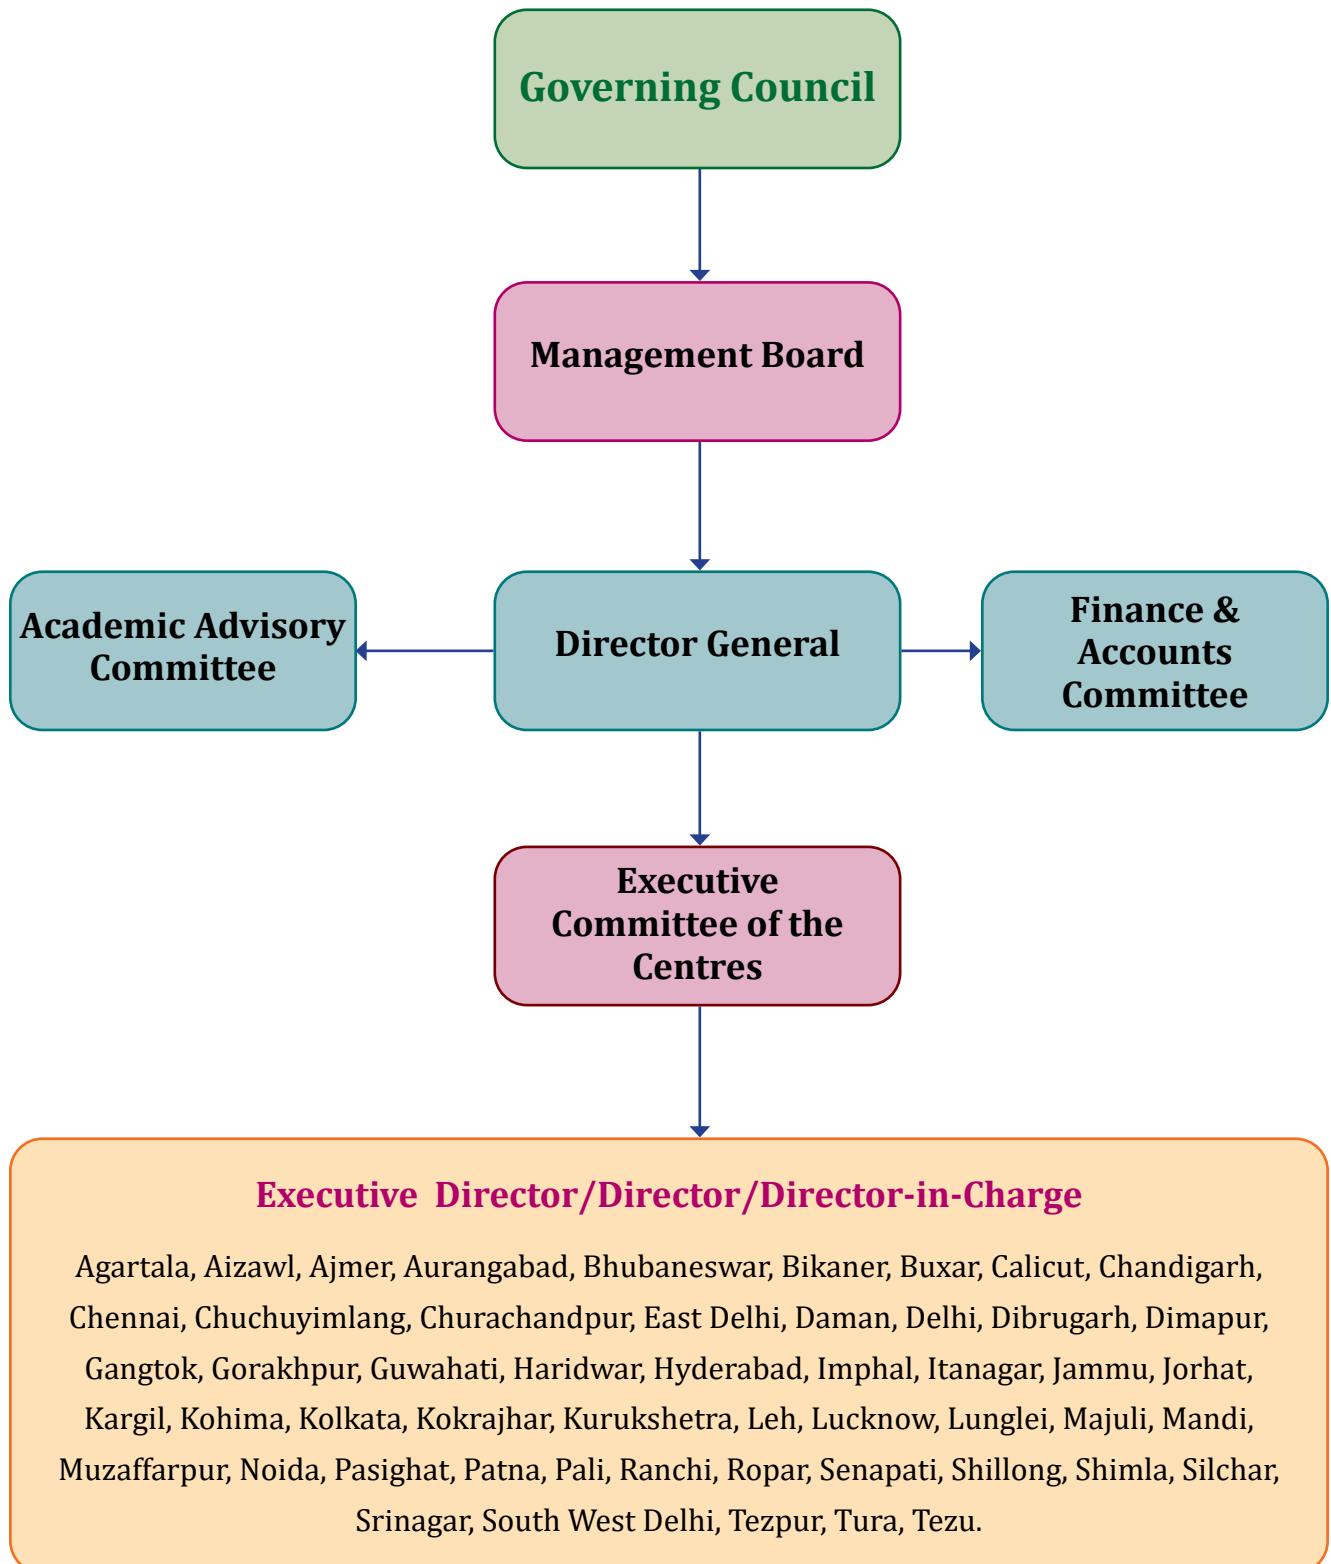 Governing Council
Management Board
Academic Advisory
Committee
Director General
Finance &
Accounts
Committee
Executive
Committee of the
Centres
Executive Director/Director/Director-in-Charge
Agartala, Aizawl, Ajmer, Aurangabad, Bhubaneswar, Bikaner, Buxar, Calicut, Chandigarh,
Chennai, Chuchuyimlang, Churachandpur, East Delhi, Daman, Delhi, Dibrugarh, Dimapur,
Gangtok, Gorakhpur, Guwahati, Haridwar, Hyderabad, Imphal, Itanagar, Jammu, Jorhat,
Kargil, Kohima, Kolkata, Kokrajhar, Kurukshetra, Leh, Lucknow, Lunglei, Majuli, Mandi,
Muzaffarpur, Noida, Pasighat, Patna, Pali, Ranchi, Ropar, Senapati, Shillong, Shimla, Silchar,
Srinagar, South West Delhi, Tezpur, Tura, Tezu.